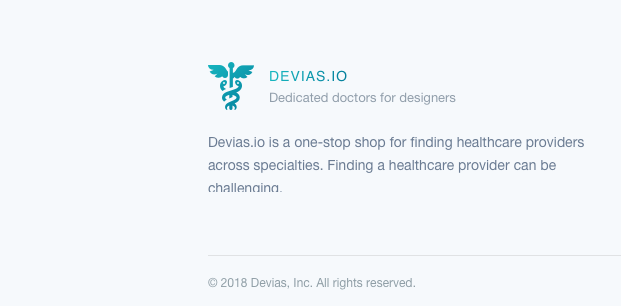 DEVIAS.IO
Dedicated doctors for designers
Devias.io is a one-stop shop for finding healthcare providers
across specialties. Finding a healthcare provider can be
challenging.
© 2018 Devias, Inc. All rights reserved.